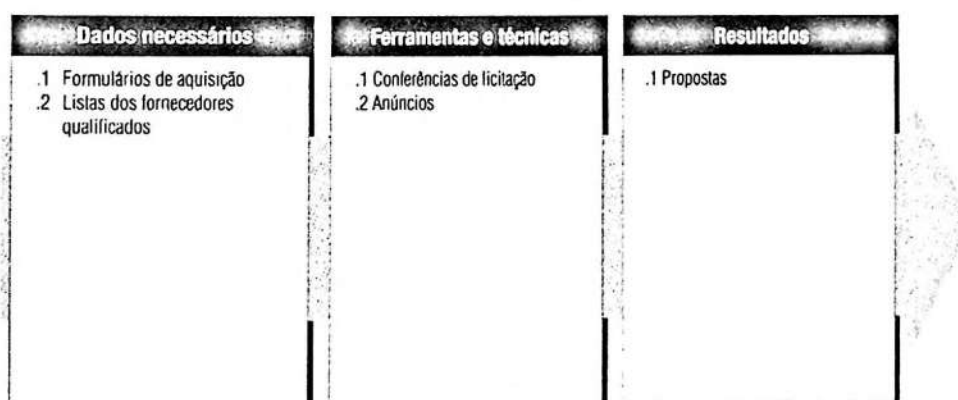 Dados necessários
.1 Formulários de aquisição
.2 Listas dos fornecedores
qualificados
Ferramentas e técnicas
.1 Conferências de licitação
.2 Anúncios
Resultados
.1 Propostas